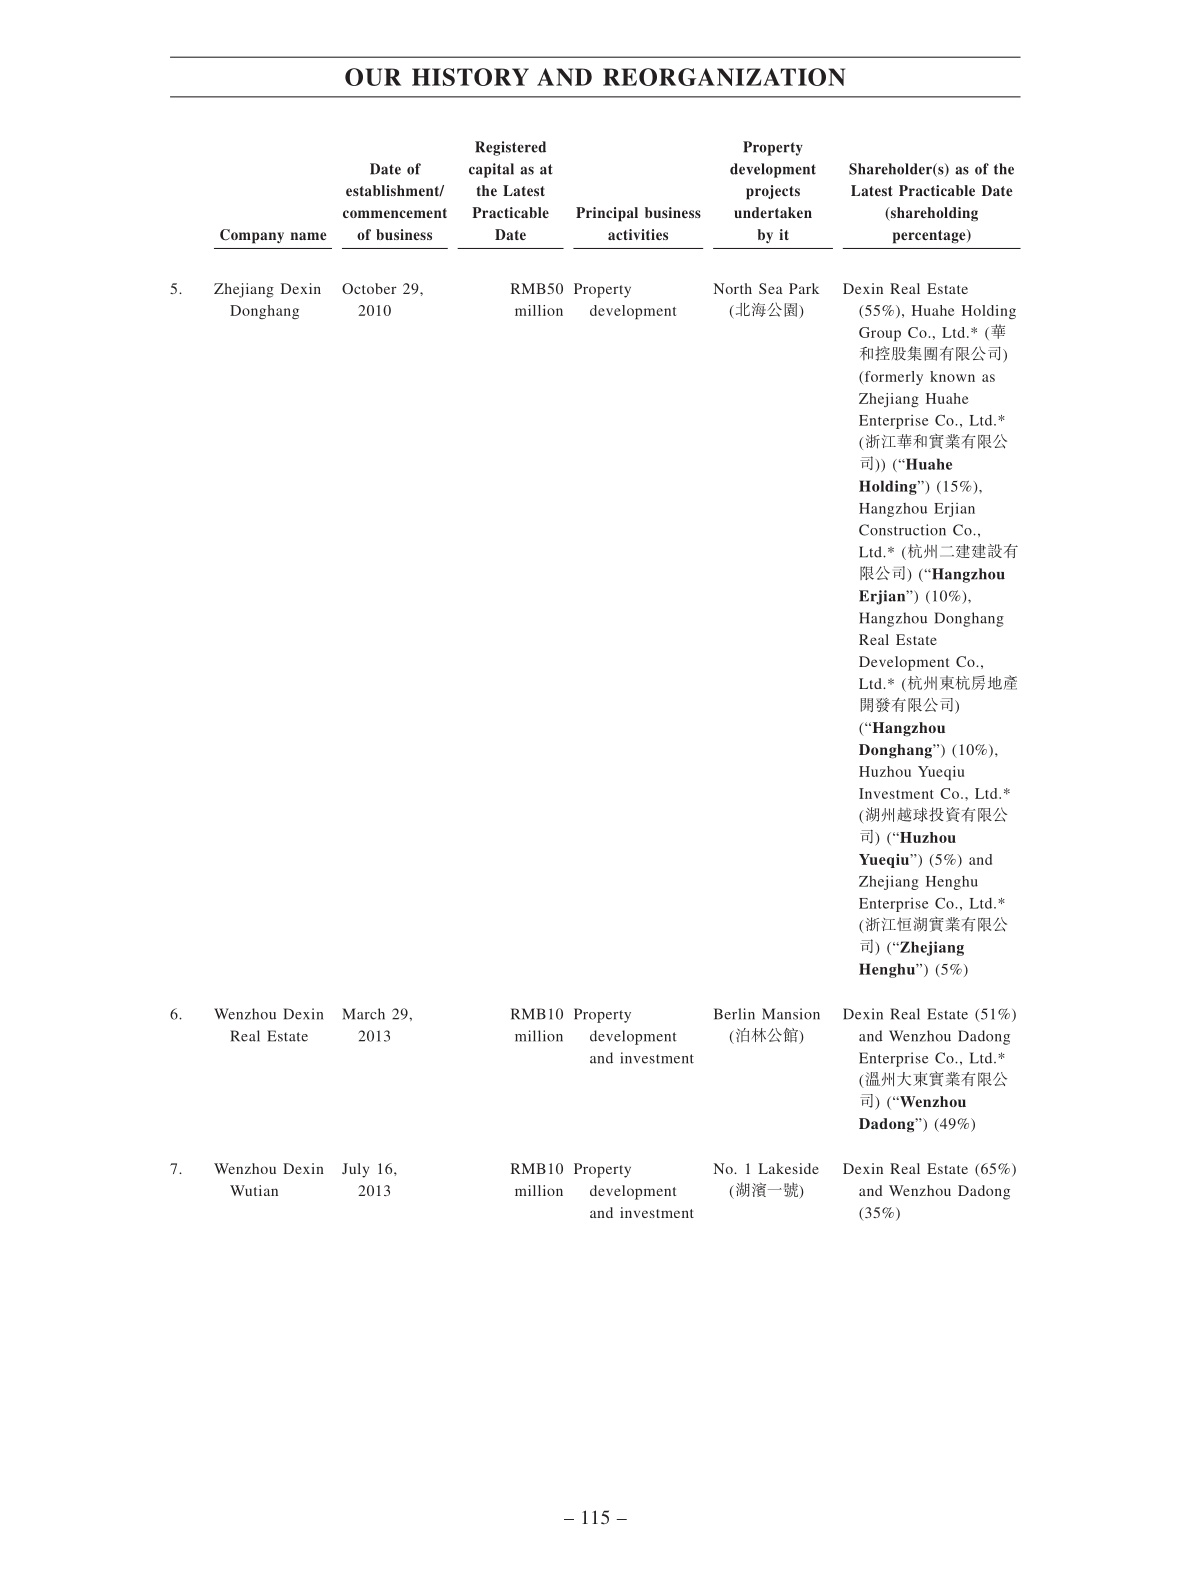 OUR HISTORY AND REORGANIZATION
Company name
Date of
establishment/
commencement
of business
Registered
capital as at
the Latest
Practicable
Date
Principal business
activities
Property
development
projects
undertaken
by it
Shareholder(s) as of the
Latest Practicable Date
(shareholding
percentage)
5.
Zhejiang Dexin
Donghang
October 29,
2010
RMB50
million
Property
development
North Sea Park
(北海公園)
Dexin Real Estate
(55%), Huahe Holding
Group Co., Ltd.* (華
和控股集團有限公司)
(formerly known as
Zhejiang Huahe
Enterprise Co., Ltd.*
(浙江華和實業有限公
司)) (“Huahe
Holding”) (15%),
Hangzhou Erjian
Construction Co.,
Ltd.* (杭州二建建設有
限公司) (“Hangzhou
Erjian”) (10%),
Hangzhou Donghang
Real Estate
Development Co.,
Ltd.* (杭州東杭房地產
開發有限公司)
(“Hangzhou
Donghang”) (10%),
Huzhou Yueqiu
Investment Co., Ltd.*
(湖州越球投資有限公
司) (“Huzhou
Yueqiu”) (5%) and
Zhejiang Henghu
Enterprise Co., Ltd.*
(浙江恒湖實業有限公
司) (“Zhejiang
Henghu”) (5%)
6.
Wenzhou Dexin
Real Estate
March 29,
2013
RMB10
million
Property
development
and investment
Berlin Mansion
(泊林公館)
Dexin Real Estate (51%)
and Wenzhou Dadong
Enterprise Co., Ltd.*
(溫州大東實業有限公
司) (“Wenzhou
Dadong”) (49%)
7.
Wenzhou Dexin
Wutian
July 16,
2013
RMB10
million
Property
development
and investment
No. 1 Lakeside
(湖濱一號)
Dexin Real Estate (65%)
and Wenzhou Dadong
(35%)
– 115 –